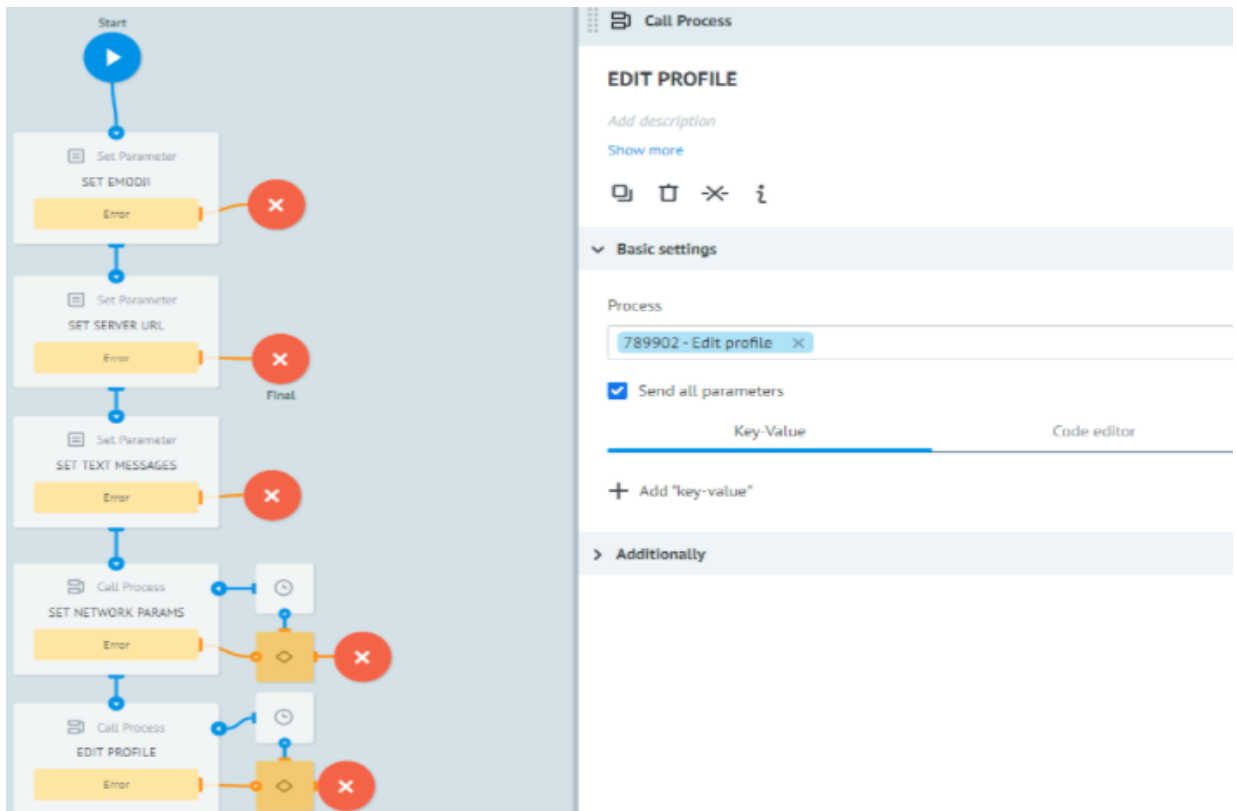 Start
Set Parameter
SET EMODJI
Error
Set Parameter
SET SERVER URL
Error
Final
Set Parameter
SET TEXT MESSAGES
Error
Call Process
SET NETWORK PARAMS
Error
Call Process
EDIT PROFILE
Error
Call Process
EDIT PROFILE
Add description
Show more
Basic settings
Process
789902 - Edit profile
Send all parameters
Key-Value Code editor
Add "key-value"
Additionally